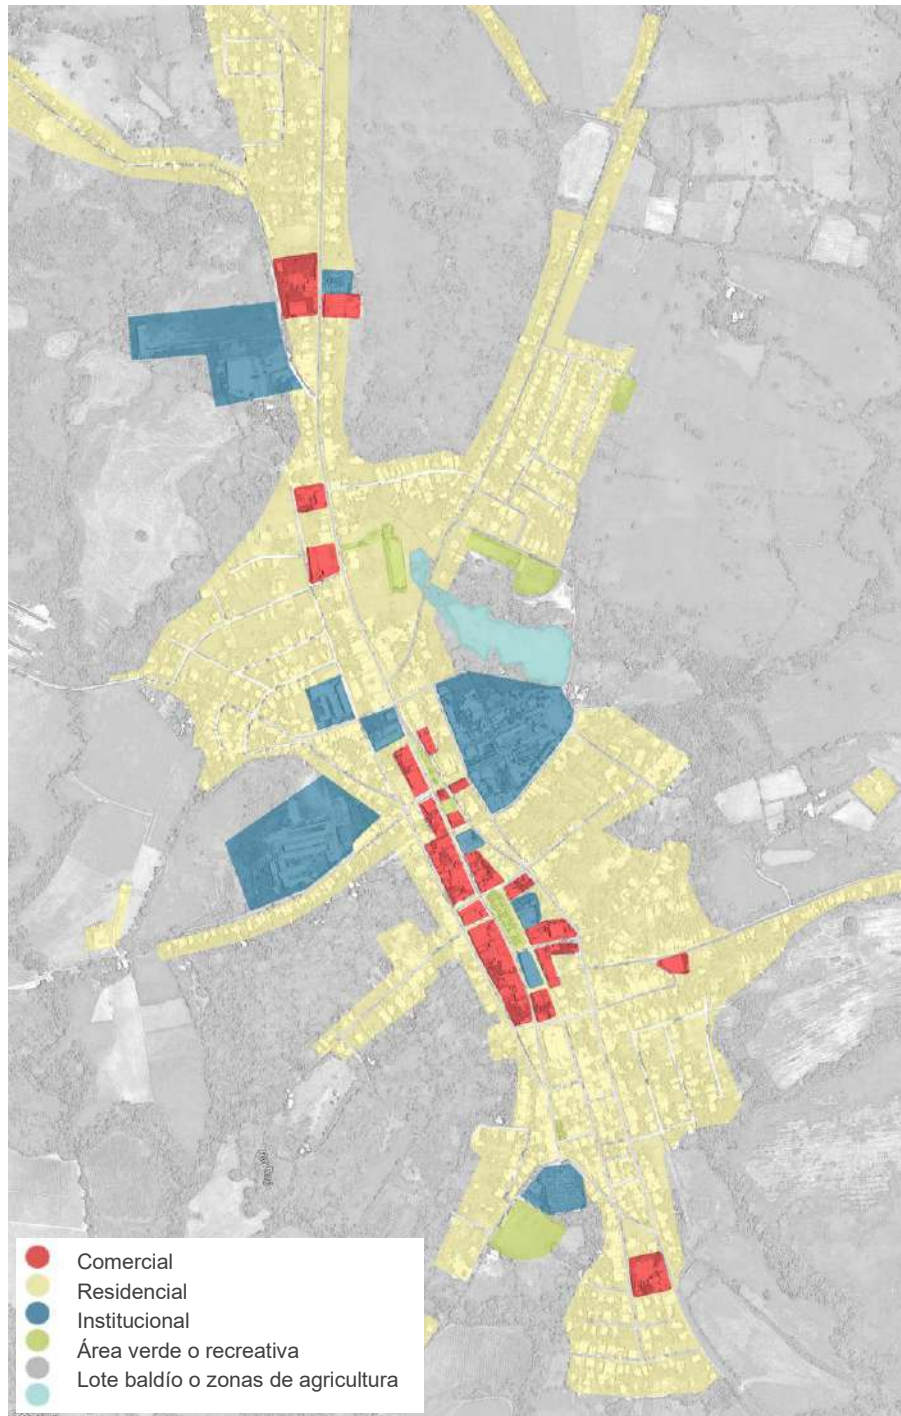 Comercial
Residencial
Institucional
Área verde o recreativa
Lote baldío o zonas de agricultura